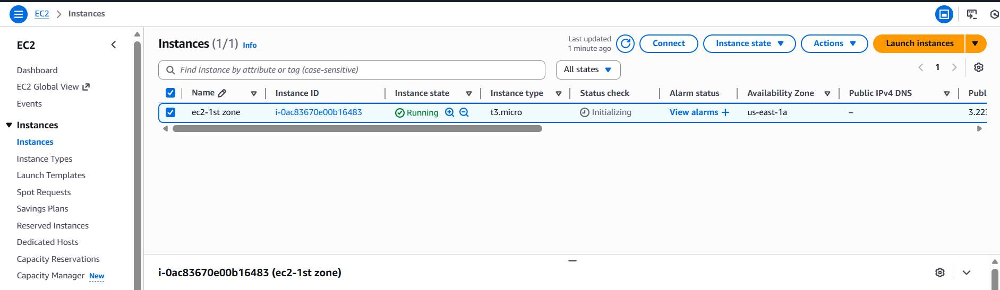 EC2 Instances
EC2
Dashboard
EC2 Global View
Events
Instances
Instances
Instance Types
Launch Templates
Spot Requests
Savings Plans
Reserved Instances
Dedicated Hosts
Capacity Reservations
Capacity Manager New
Instances (1/1) Info
Last updated
1 minute ago
Connect Instance state Actions Launch instances
Find Instance by attribute or tag (case-sensitive)
All states
1
Name Instance ID Instance state Instance type Status check Alarm status Availability Zone Public IPv4 DNS Publ
ec2-1st zone i-0ac83670e00b16483 Running t3.micro Initializing View alarms + us-east-1a – 3.223
i-0ac83670e00b16483 (ec2-1st zone)